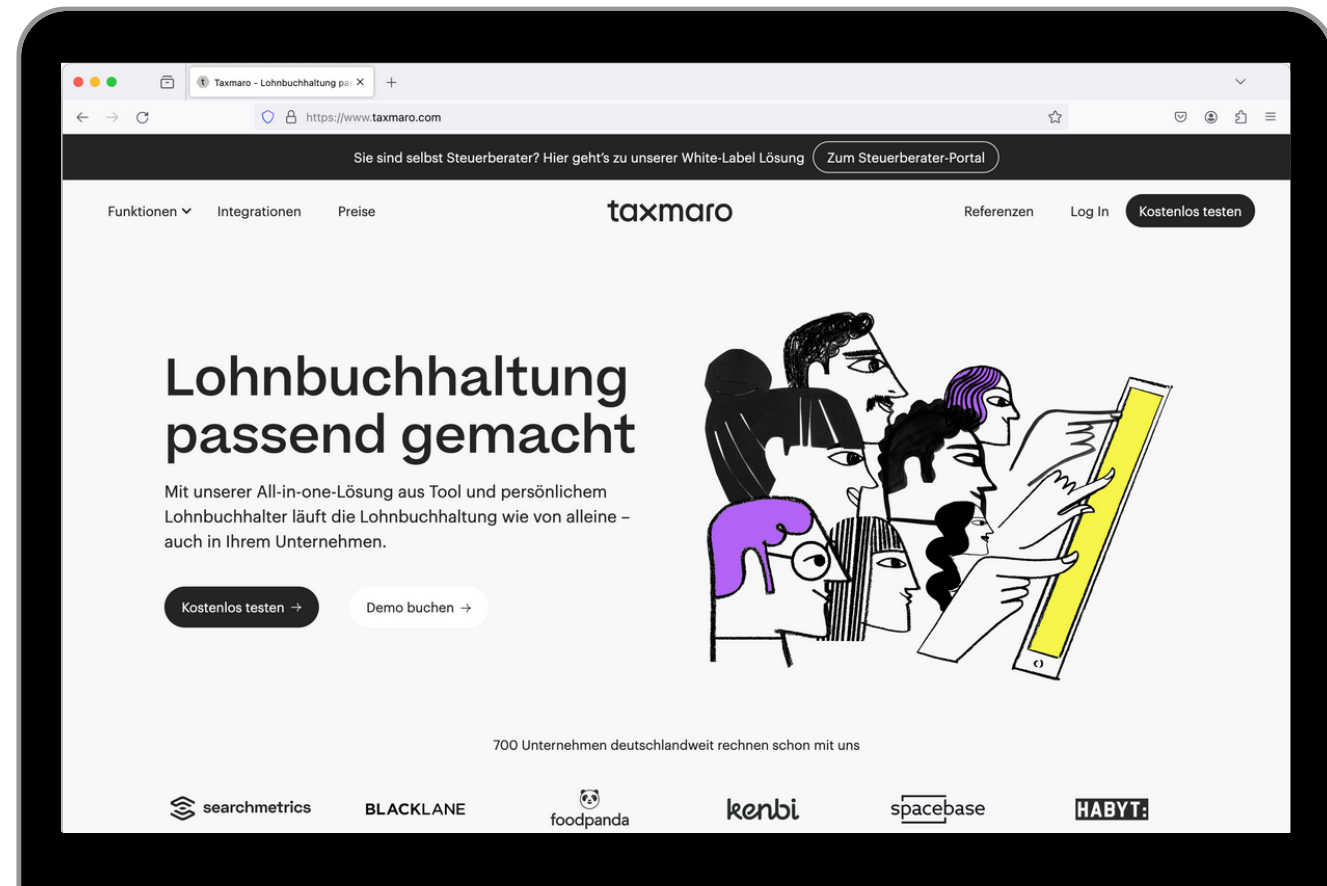 Taxmaro - Lohnbuchhaltung pas
https://www.taxmaro.com
Sie sind selbst Steuerberater? Hier geht's zu unserer White-Label Lösung
Zum Steuerberater-Portal
Funktionen
Integrationen
Preise
taxmaro
Referenzen
Log In
Kostenlos testen
Lohnbuchhaltung
passend gemacht
Mit unserer All-in-one-Lösung aus Tool und persönlichem
Lohnbuchhalter läuft die Lohnbuchhaltung wie von alleine –
auch in Ihrem Unternehmen.
Kostenlos testen →
Demo buchen →
700 Unternehmen deutschlandweit rechnen schon mit uns
searchmetrics
BLACKLANE
foodpanda
kenbi
spacebase
HABYT: